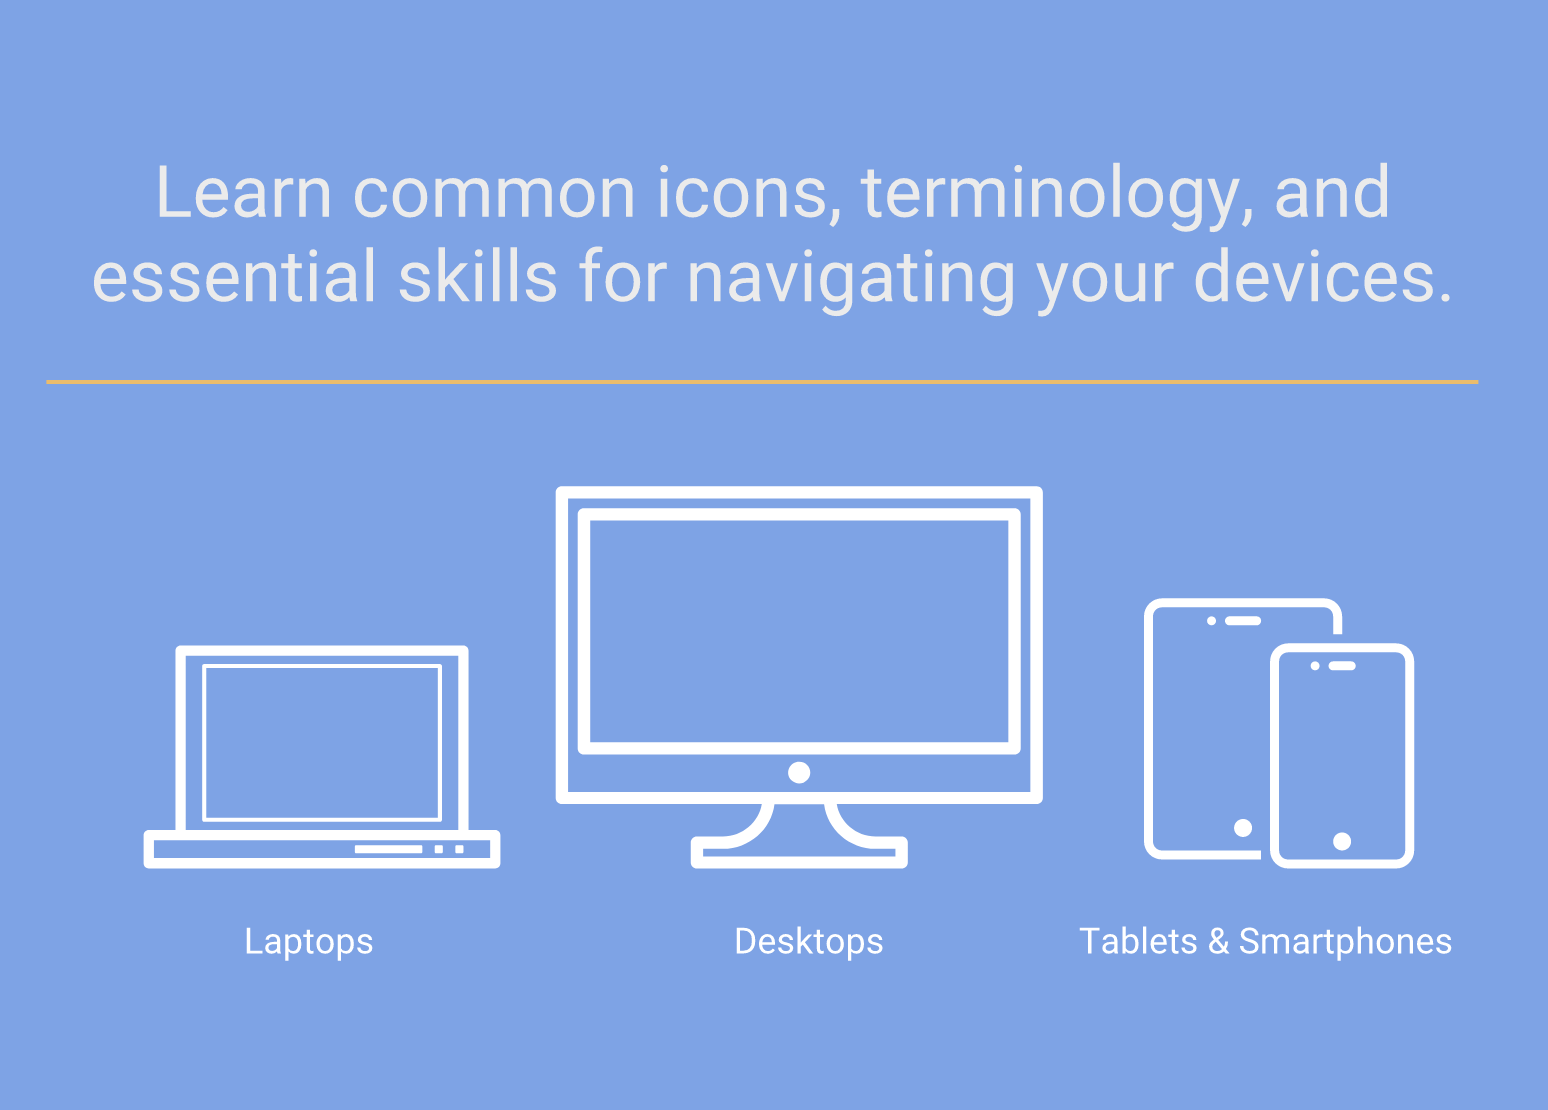 Learn common icons, terminology, and
essential skills for navigating your devices.
Laptops
Desktops
Tablets & Smartphones